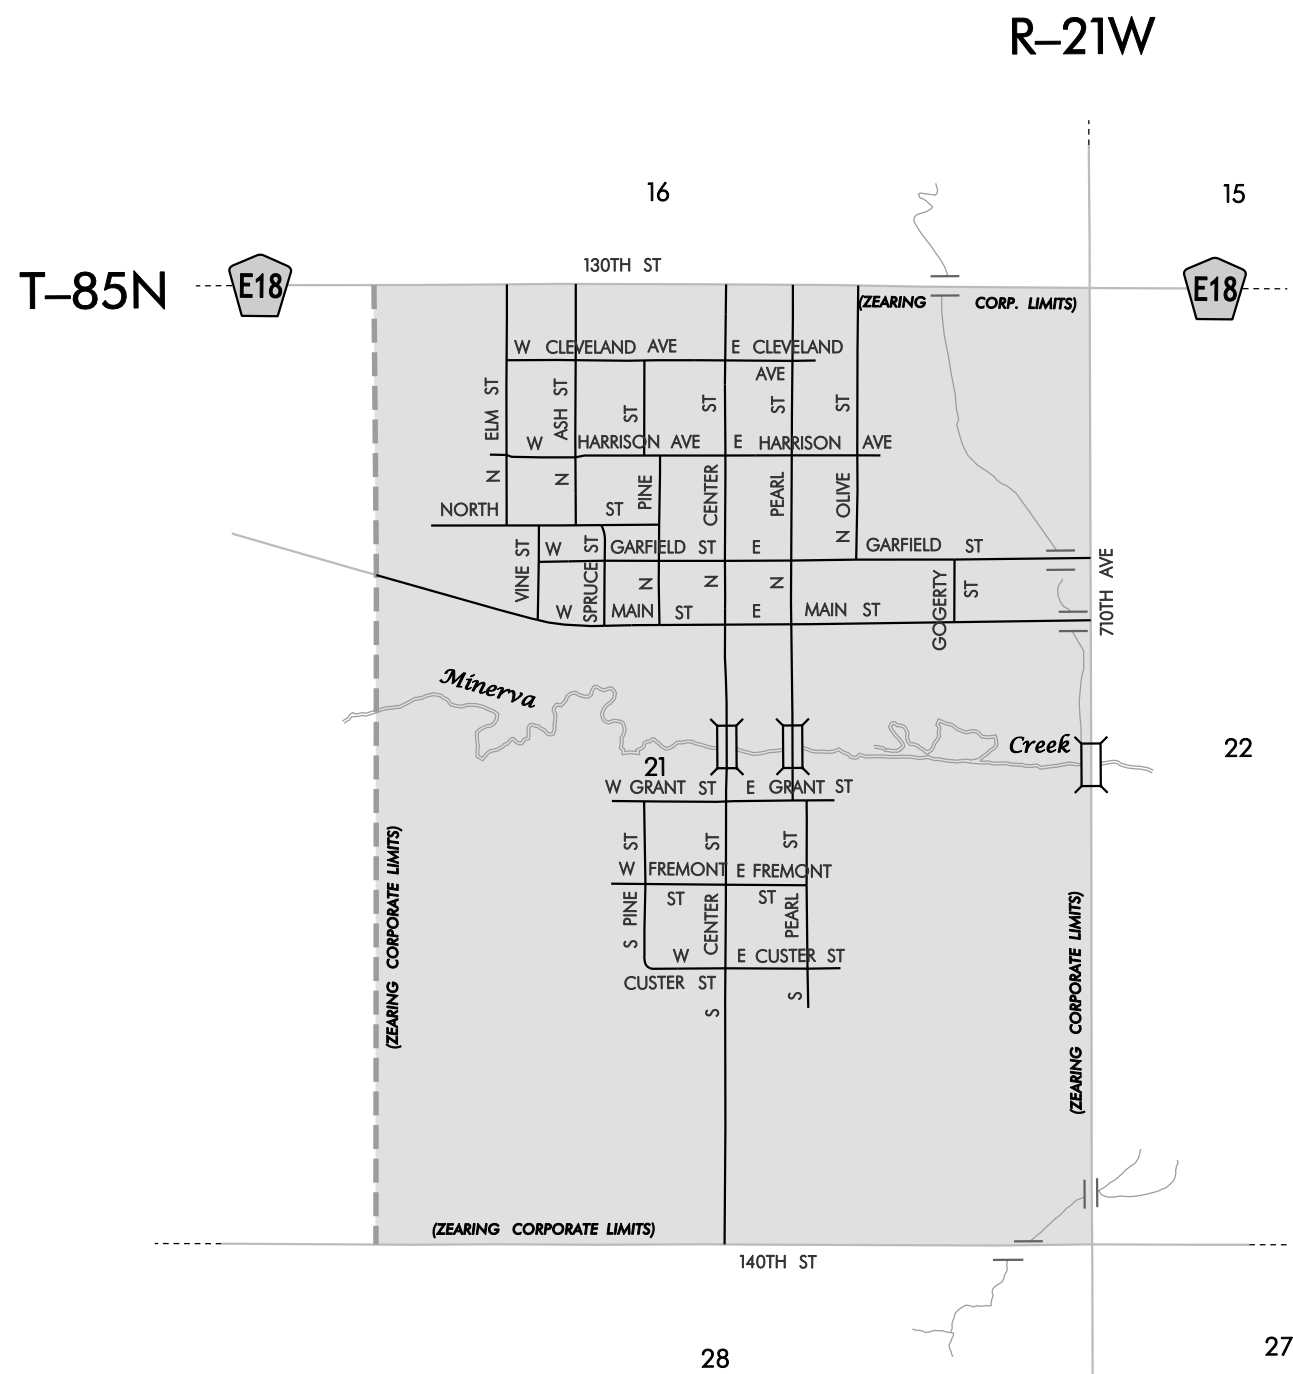 R–21W
16
15
T–85N
E18
130TH ST
E18
(ZEARING CORP. LIMITS)
W CLEVELAND AVE
E CLEVELAND
AVE
N ELM ST
N ASH ST
N PINE ST
N CENTER ST
N PEARL ST
N OLIVE ST
W HARRISON AVE
E HARRISON AVE
NORTH ST
VINE ST
SPRUCE ST
W GARFIELD ST
E GARFIELD ST
710TH AVE
GOGERTY ST
W MAIN ST
E MAIN ST
Minerva
Creek
22
21
W GRANT ST
E GRANT ST
S PINE ST
S CENTER ST
S PEARL ST
W FREMONT
ST
E FREMONT
ST
W
CUSTER ST
E CUSTER ST
(ZEARING CORPORATE LIMITS)
(ZEARING CORPORATE LIMITS)
(ZEARING CORPORATE LIMITS)
140TH ST
28
27